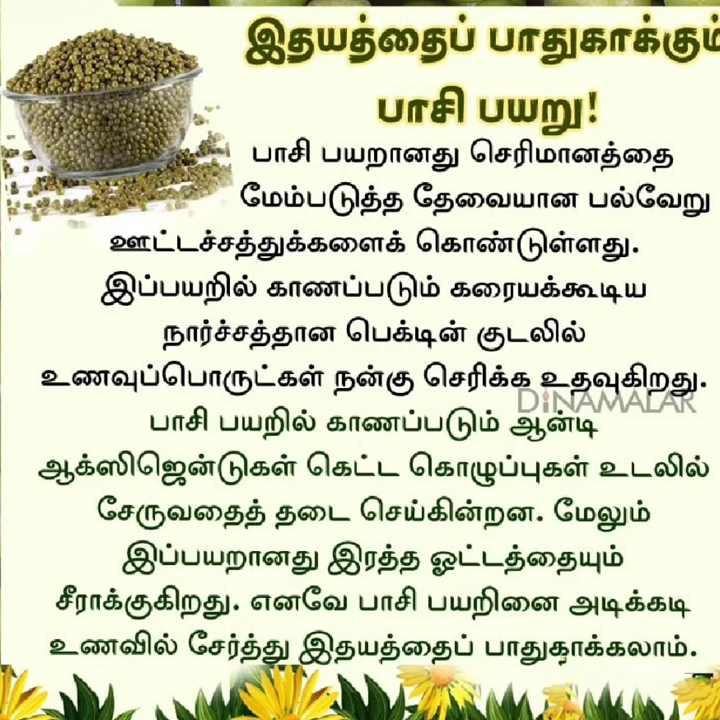 இதயத்தைப் பாதுகாக்கும்
பாசி பயறு!
பாசி பயறானது செரிமானத்தை
மேம்படுத்த தேவையான பல்வேறு
ஊட்டச்சத்துக்களைக் கொண்டுள்ளது.
இப்பயறில் காணப்படும் கரையக்கூடிய
நார்ச்சத்தான பெக்டின் குடலில்
உணவுப்பொருட்கள் நன்கு செரிக்க உதவுகிறது.
DINAMALAR
பாசி பயறில் காணப்படும் ஆன்டி
ஆக்ஸிஜென்டுகள் கெட்ட கொழுப்புகள் உடலில்
சேருவதைத் தடை செய்கின்றன. மேலும்
இப்பயறானது இரத்த ஓட்டத்தையும்
சீராக்குகிறது. எனவே பாசி பயறினை அடிக்கடி
உணவில் சேர்த்து இதயத்தைப் பாதுகாக்கலாம்.